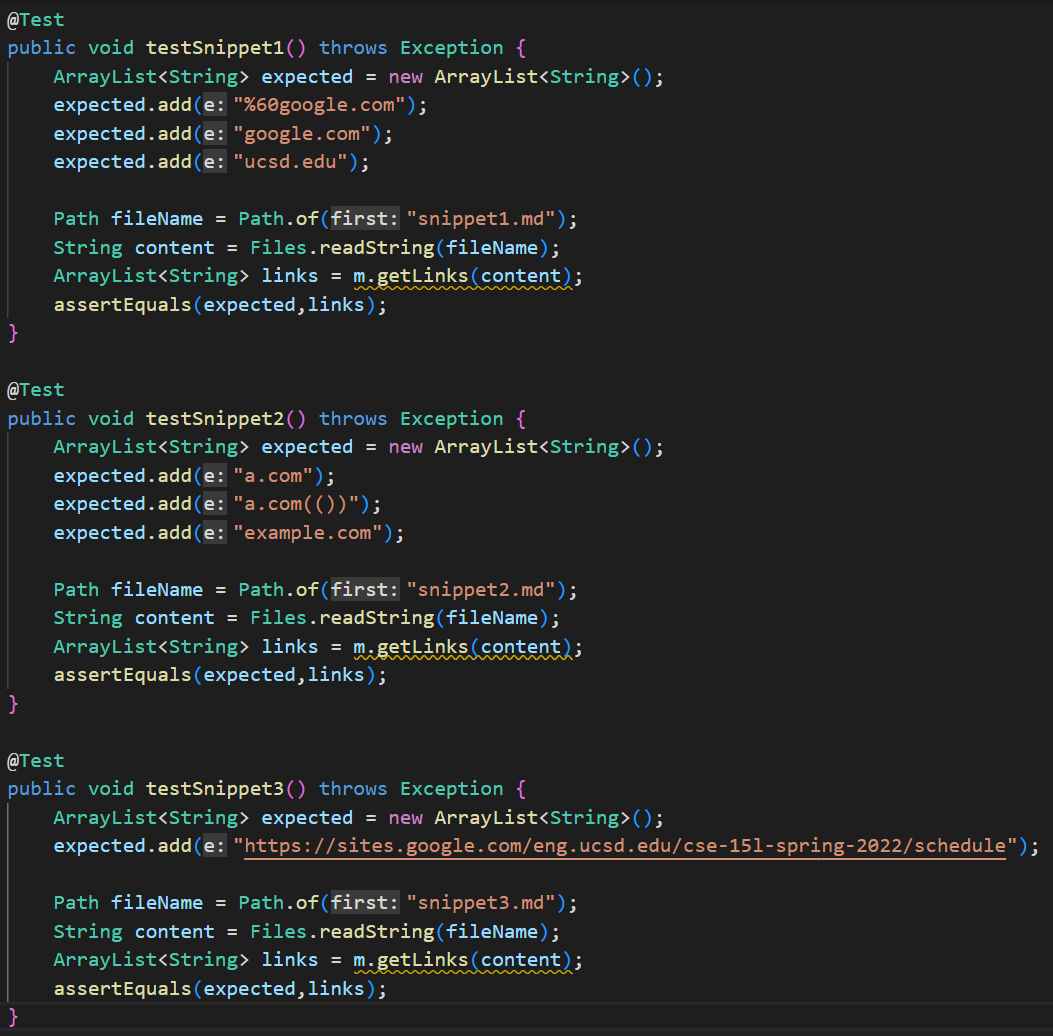 @Test
public void testSnippet1() throws Exception {
    ArrayList<String> expected = new ArrayList<String>();
    expected.add(e: "%60google.com");
    expected.add(e: "google.com");
    expected.add(e: "ucsd.edu");

    Path fileName = Path.of(first: "snippet1.md");
    String content = Files.readString(fileName);
    ArrayList<String> links = m.getLinks(content);
    assertEquals(expected,links);
}

@Test
public void testSnippet2() throws Exception {
    ArrayList<String> expected = new ArrayList<String>();
    expected.add(e: "a.com");
    expected.add(e: "a.com(())");
    expected.add(e: "example.com");

    Path fileName = Path.of(first: "snippet2.md");
    String content = Files.readString(fileName);
    ArrayList<String> links = m.getLinks(content);
    assertEquals(expected,links);
}

@Test
public void testSnippet3() throws Exception {
    ArrayList<String> expected = new ArrayList<String>();
    expected.add(e: "https://sites.google.com/eng.ucsd.edu/cse-15l-spring-2022/schedule");

    Path fileName = Path.of(first: "snippet3.md");
    String content = Files.readString(fileName);
    ArrayList<String> links = m.getLinks(content);
    assertEquals(expected,links);
}